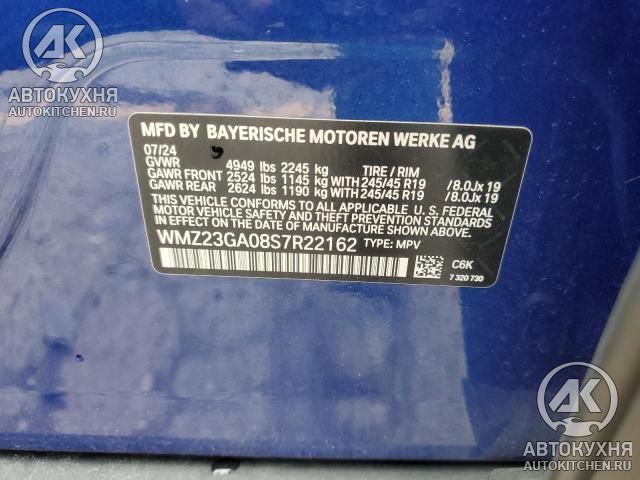 AK
АВТОКУХНЯ
AUTOKITCHEN.RU
MFD BY BAYERISCHE MOTOREN WERKE AG
07/24
GVWR 4949 lbs 2245 kg TIRE / RIM
GAWR FRONT 2524 lbs 1145 kg WITH 245/45 R19 /8.0Jx 19
GAWR REAR 2624 lbs 1190 kg WITH 245/45 R19 /8.0Jx 19
THIS VEHICLE CONFORMS TO ALL APPLICABLE FEDERAL
MOTOR VEHICLE SAFETY, BUMPER, AND THEFT PREVENTION
STANDARDS IN EFFECT ON THE DATE OF MANUFACTURE SHOWN ABOVE.
WMZ23GA08S7R22162 TYPE: MPV
C6K
7 320 730
AK
АВТОКУХНЯ
AUTOKITCHEN.RU